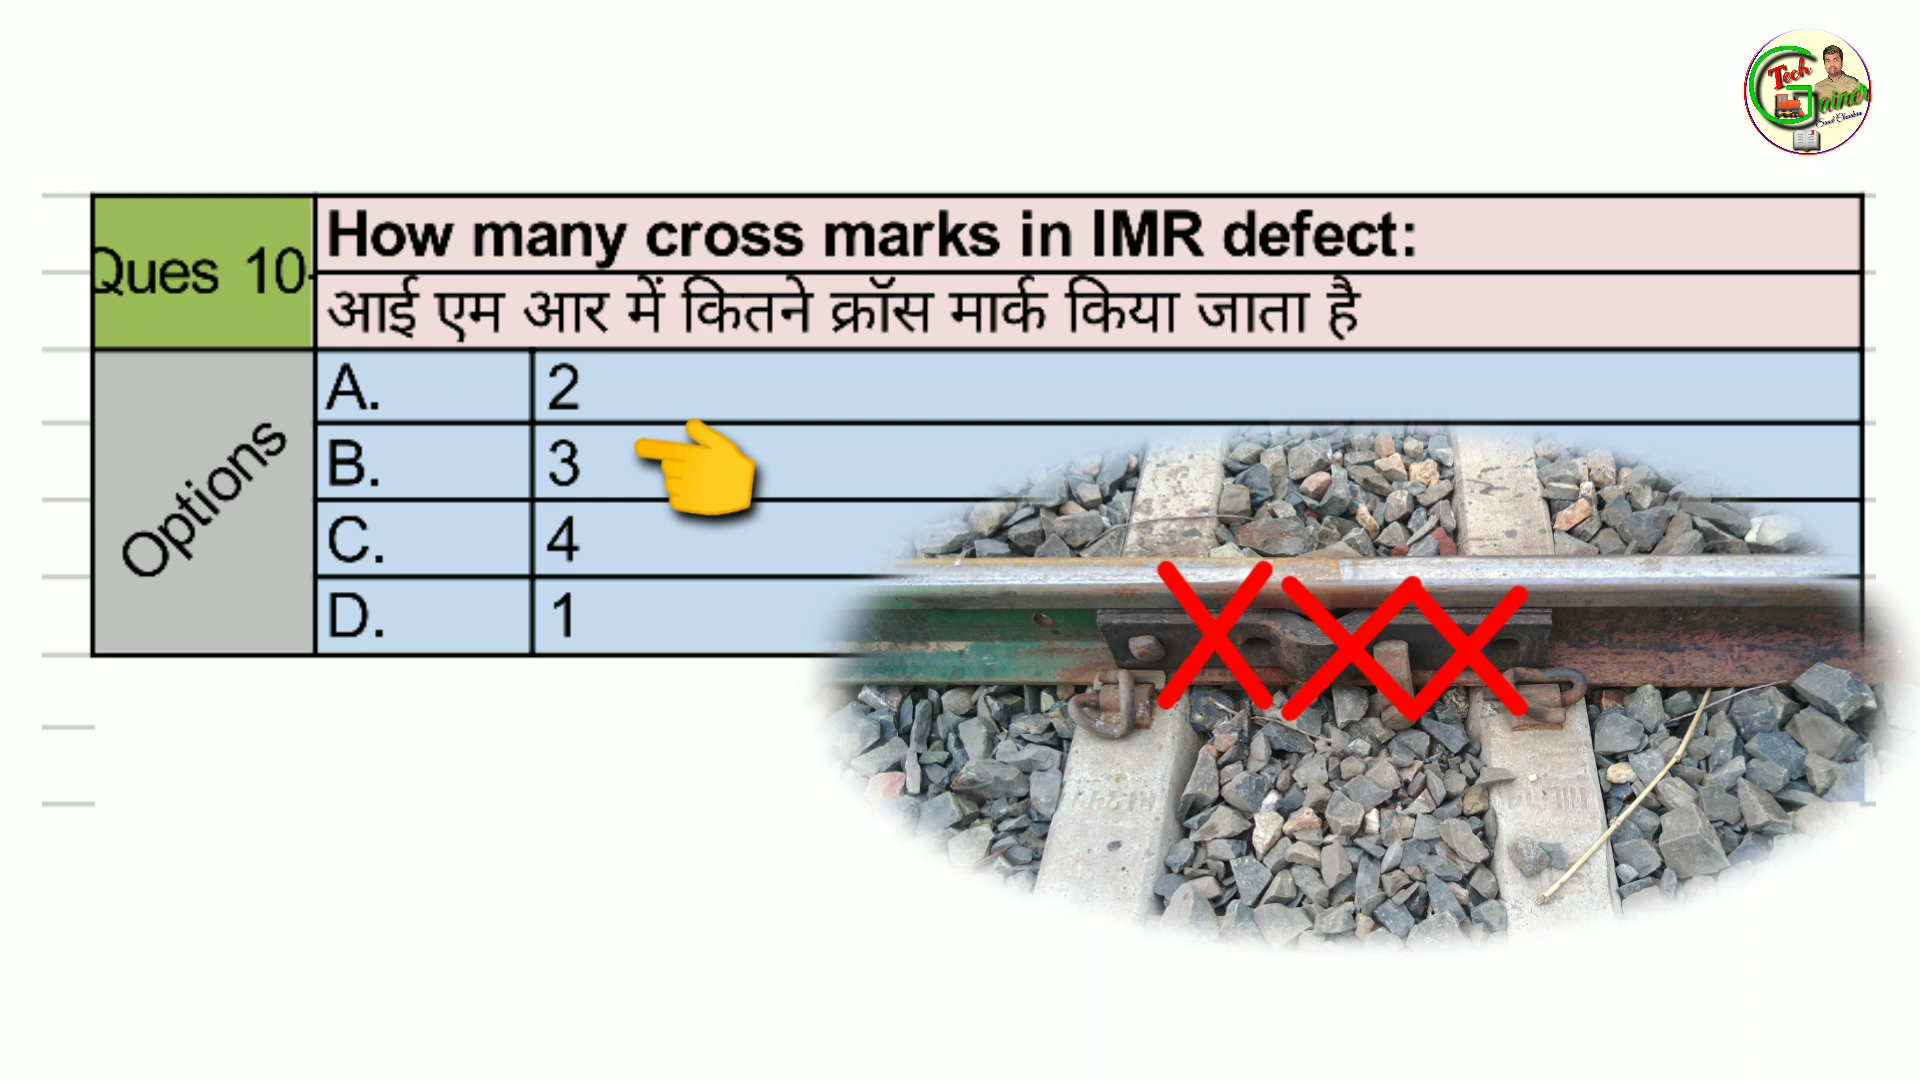 Tech
Gainer
Ques 10.
How many cross marks in IMR defect:
आई एम आर में कितने क्रॉस मार्क किया जाता है
Options
A. 2
B. 3
C. 4
D. 1